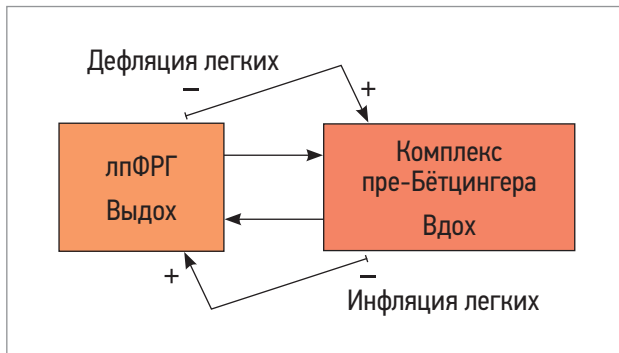 Дефляция легких
−
+
лпФРГ
Выдох
Комплекс
пре-Бётцингера
Вдох
+
−
Инфляция легких